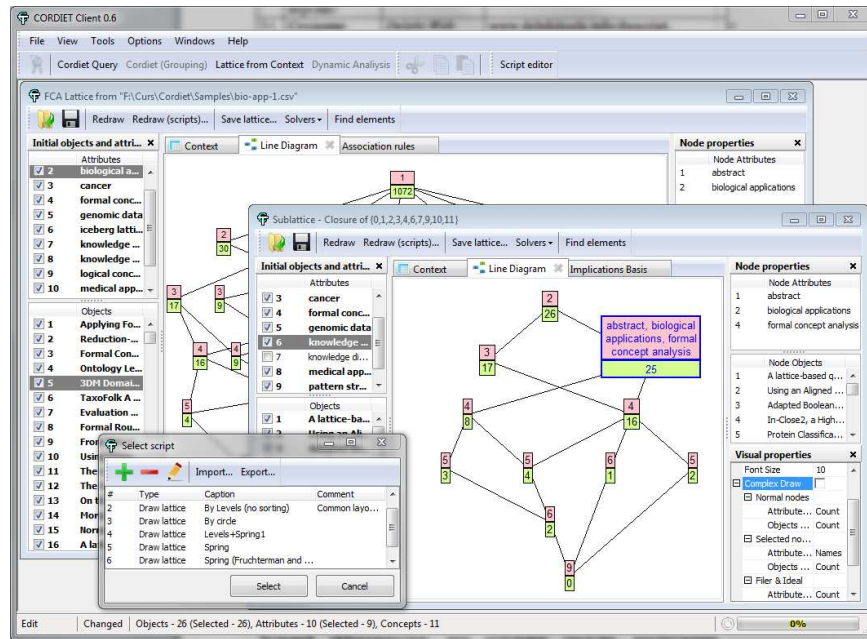 CORDIET Client 0.6
File View Tools Options Windows Help
Cordiet Query Cordiet (Grouping) Lattice from Context Dynamic Analyisis Script editor
FCA Lattice from "F:\Curs\Cordiet\Samples\bio-app-1.csv"
Redraw Redraw (scripts)... Save lattice... Solvers Find elements
Initial objects and attri... Context Line Diagram Association rules Node properties
Attributes
2 biological a...
3 cancer
4 formal conc...
5 genomic data
6 iceberg latti...
7 knowledge ...
8 knowledge ...
9 logical conc...
10 medical app...
Objects
1 Applying Fo...
2 Reduction-...
3 Formal Con...
4 Ontology Le...
5 3DM Domai...
6 TaxoFolk A ...
7 Evaluation ...
8 Formal Rou...
9 Fro
10 Usin
11 The
12 The
13 On t
14 Mor
15 Nor
16 A la
1
1072
2
30
3
17
3
9
4
16
4
9
5
4
Node Attributes
1 abstract
2 biological applications
Sublattice - Closure of {0,1,2,3,4,6,7,9,10,11}
Redraw Redraw (scripts)... Save lattice... Solvers Find elements
Initial objects and attri... Context Line Diagram Implications Basis Node properties
Attributes
3 cancer
4 formal conc...
5 genomic data
6 knowledge ...
7 knowledge di...
8 medical app...
9 pattern str...
Objects
1 A lattice-ba...
2 Using an Ali...
2
26
abstract, biological
applications, formal
concept analysis
25
3
17
4
8
4
16
5
3
5
4
6
1
5
2
6
2
9
0
Node Attributes
1 abstract
2 biological applications
4 formal concept analysis
Node Objects
1 A lattice-based q...
2 Using an Aligned ...
3 Adapted Boolean...
4 In-Close2, a High...
5 Protein Classifica...
Visual properties
Font Size 10
Complex Draw
Normal nodes
Attribute... Count
Objects ... Count
Selected no...
Attribute... Names
Objects ... Count
Filer & Ideal
Attribute... Count
Select script
Import... Export...
# Type Caption Comment
2 Draw lattice By Levels (no sorting) Common layo...
3 Draw lattice By circle
4 Draw lattice Levels+Spring1
5 Draw lattice Spring
6 Draw lattice Spring (Fruchterman and ...
Select Cancel
Edit Changed Objects - 26 (Selected - 26), Attributes - 10 (Selected - 9), Concepts - 11 0%